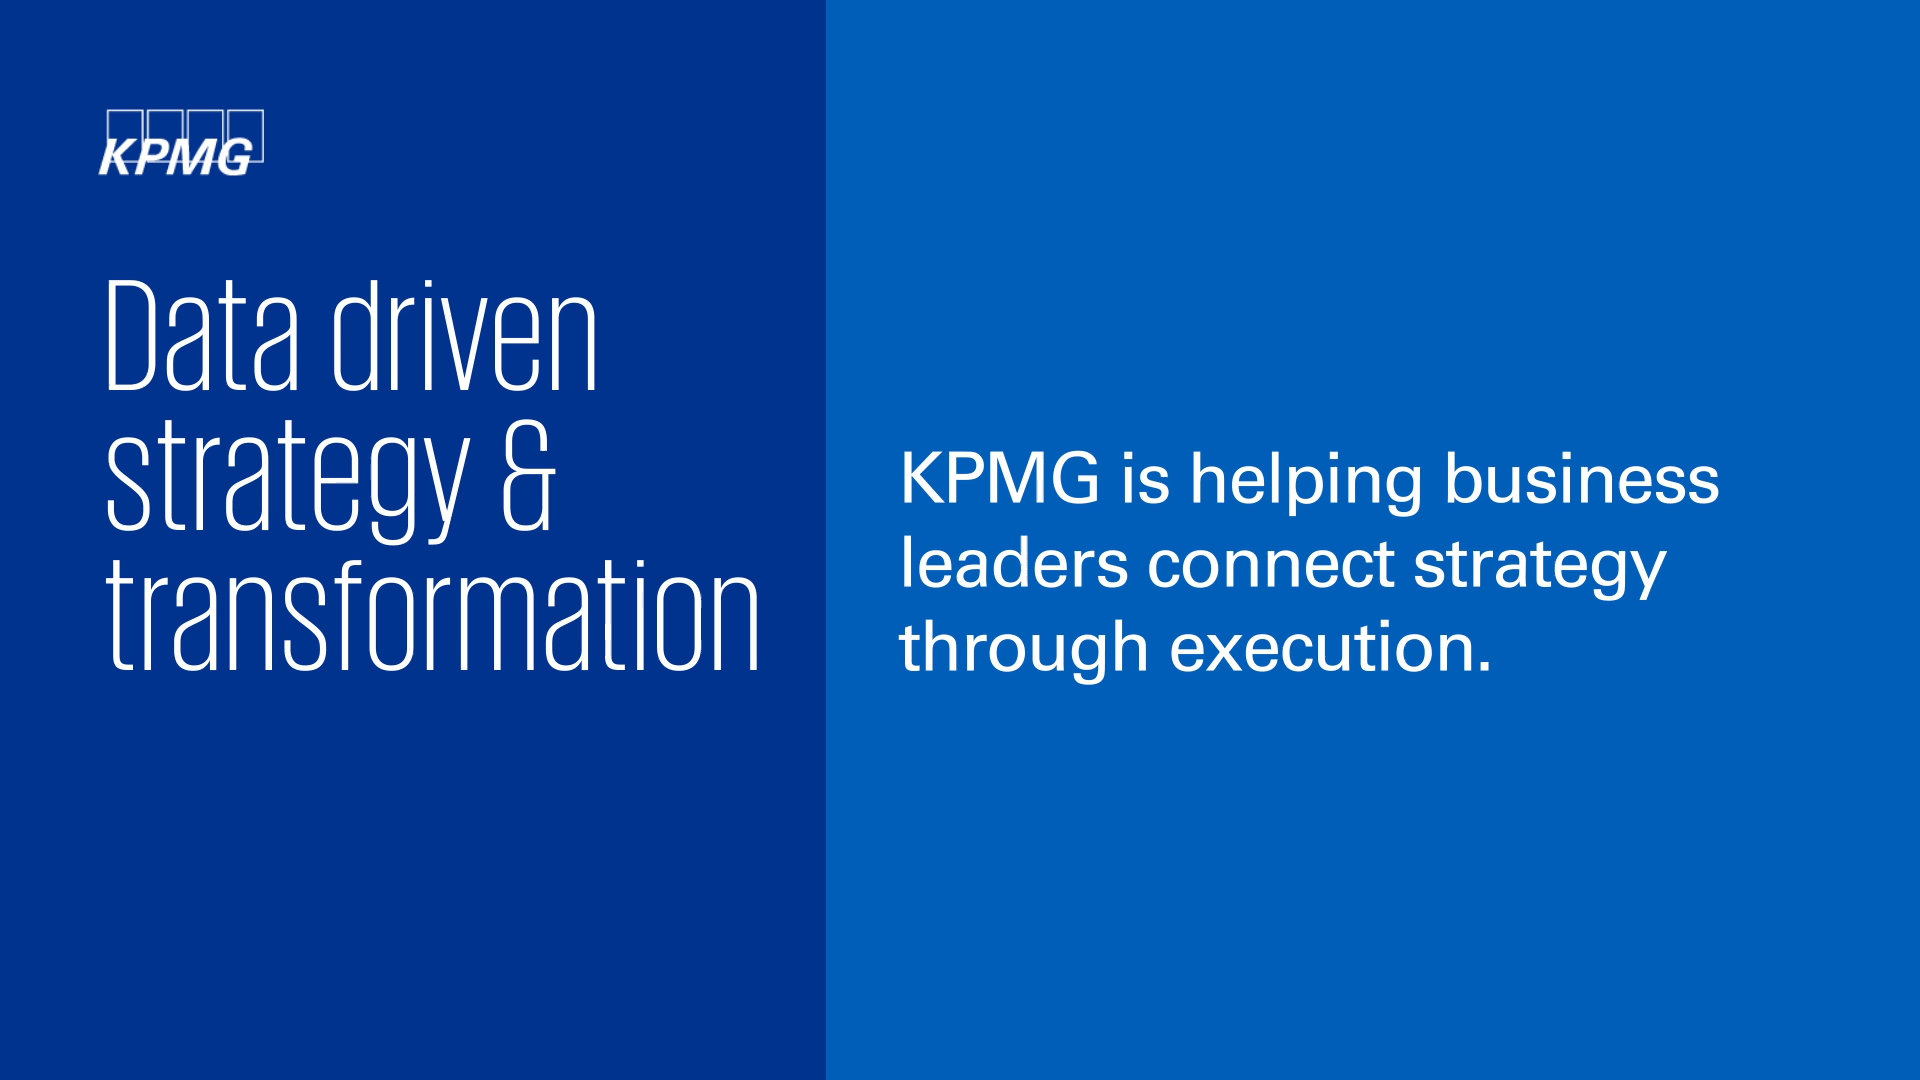 KPMG
Data driven
strategy &
transformation
KPMG is helping business
leaders connect strategy
through execution.